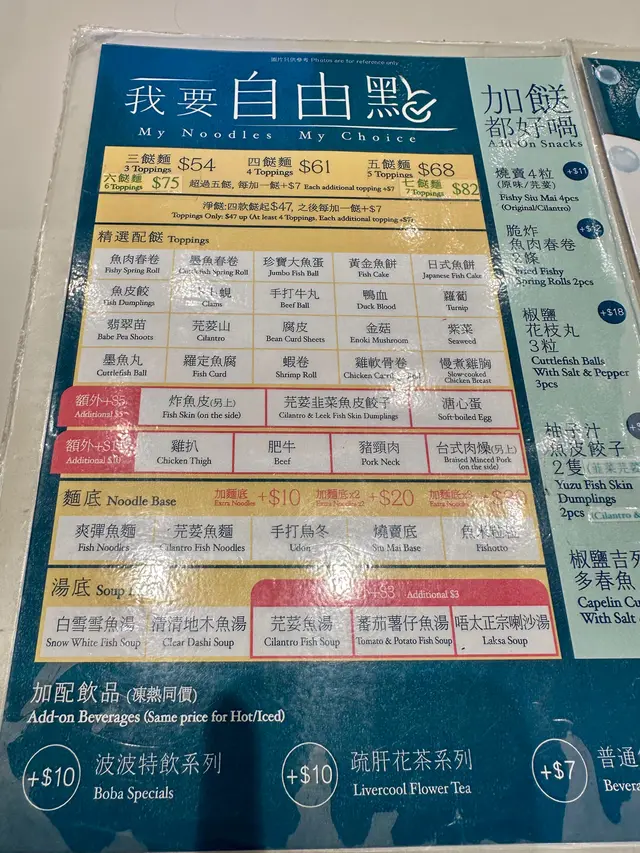 圖片只供參考 Photos are for reference only
我要自由
My Noodles My Choice
三餸麵 $54
3 Toppings
四餸麵 $61
4 Toppings
五餸麵 $68
5 Toppings
六餸麵 $75
6 Toppings
超過五餸, 每加一餸+$7 Each additional topping +$7
七餸麵 $82
7 Toppings
淨餸:四款餸起$47, 之後每加一餸+$7
Toppings Only: $47 up (At least 4 Toppings, Each additional topping +$7)
精選配餸 Toppings
魚肉春卷 墨魚春卷 珍寶大魚蛋 黃金魚餅 日式魚餅
Fishy Spring Roll Cuttlefish Spring Roll Jumbo Fish Ball Fish Cake Japanese Fish Cake
魚皮餃 蜆 手打牛丸 鴨血 蘿蔔
Fish Dumplings Clams Beef Ball Duck Blood Turnip
翡翠苗 芫荽山 腐皮 金菇 紫菜
Babe Pea Shoots Cilantro Bean Curd Sheets Enoki Mushroom Seaweed
墨魚丸 羅定魚腐 蝦卷 雞軟骨卷 慢煮雞胸
Cuttlefish Ball Fish Curd Shrimp Roll Chicken Slow-cooked Chicken Breast
額外+$5 炸魚皮(另上) 芫荽韭菜魚皮餃子 溏心蛋
Additional $5 Fish Skin (on the side) Cilantro & Leek Fish Skin Dumplings Soft-boiled Egg
雞扒 肥牛 豬頸肉 台式肉燥(另上)
額外 Additional Chicken Thigh Beef Pork Neck Braised Minced Pork (on the side)
麵底 Noodle Base
加麵底 +$10 加麵底x2 +$20 加麵底x3
Extra Noodles Extra Noodles x2
爽彈魚麵 芫荽魚麵 手打烏冬 燒賣底
Fish Noodles Cilantro Fish Noodles Udon Siu Mai Base Fishotto
湯底 Soup
+$3 Additional $3
白雪雪魚湯 清清地木魚湯 芫荽魚湯 番茄薯仔魚湯 唔太正宗喇沙湯
Snow White Fish Soup Clear Dashi Soup Cilantro Fish Soup Tomato & Potato Fish Soup Laksa Soup
加配飲品 (凍熱同價)
Add-on Beverages (Same price for Hot/Iced)
+$10 波波特飲系列
Boba Specials
+$10 疏肝花茶系列
Livercool Flower Tea
+$7 普通
Bevera
加餸
都好喎
Add-On Snacks
燒賣4粒 +$11
(原味/芫荽)
Fishy Siu Mai 4pcs
(Original/Cilantro)
脆炸
魚肉春卷
2條
Fried Fishy
Spring Rolls 2pcs
椒鹽 +$18
花枝丸
3粒
Cuttlefish Balls
With Salt & Pepper
3pcs
柚子汁
魚皮餃子
2隻
Yuzu Fish Skin
Dumplings
2pcs
椒鹽吉列
多春魚
Capelin Cu
With Salt